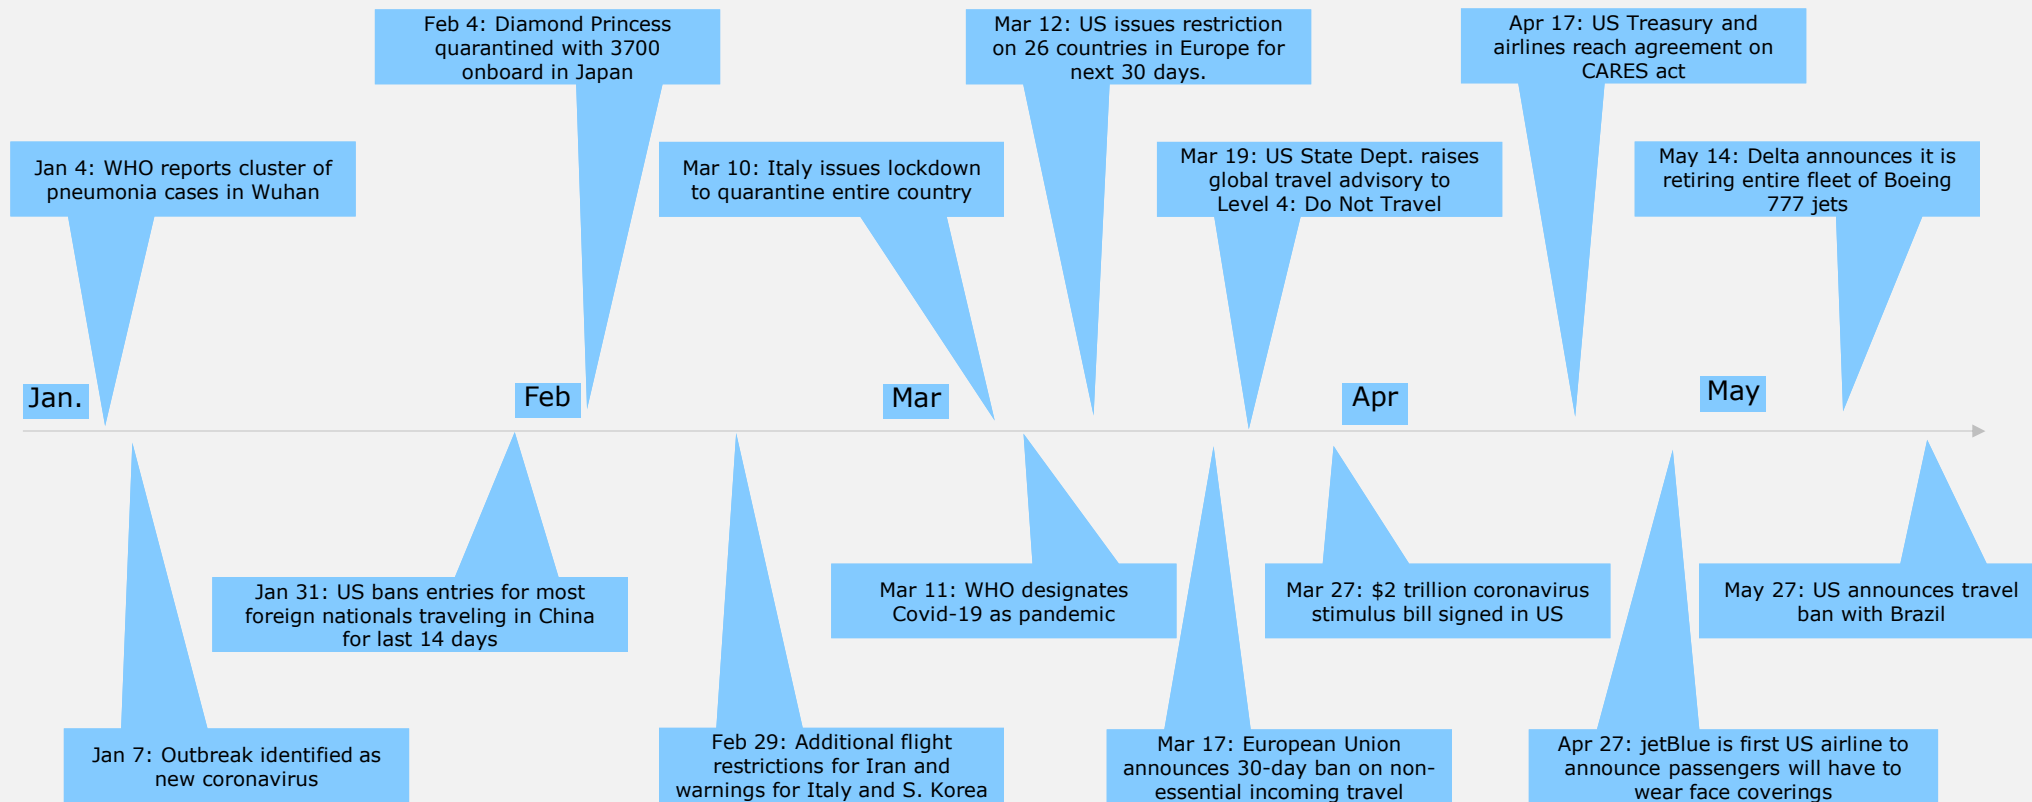 Feb 4: Diamond Princess
quarantined with 3700
onboard in Japan
Mar 12: US issues restriction
on 26 countries in Europe for
next 30 days.
Apr 17: US Treasury and
airlines reach agreement on
CARES act
Jan 4: WHO reports cluster of
pneumonia cases in Wuhan
Mar 10: Italy issues lockdown
to quarantine entire country
Mar 19: US State Dept. raises
global travel advisory to
Level 4: Do Not Travel
May 14: Delta announces it is
retiring entire fleet of Boeing
777 jets
Jan.
Feb
Mar
Apr
May
Jan 31: US bans entries for most
foreign nationals traveling in China
for last 14 days
Mar 11: WHO designates
Covid-19 as pandemic
Mar 27: $2 trillion coronavirus
stimulus bill signed in US
May 27: US announces travel
ban with Brazil
Jan 7: Outbreak identified as
new coronavirus
Feb 29: Additional flight
restrictions for Iran and
warnings for Italy and S. Korea
Mar 17: European Union
announces 30-day ban on non-
essential incoming travel
Apr 27: jetBlue is first US airline to
announce passengers will have to
wear face coverings